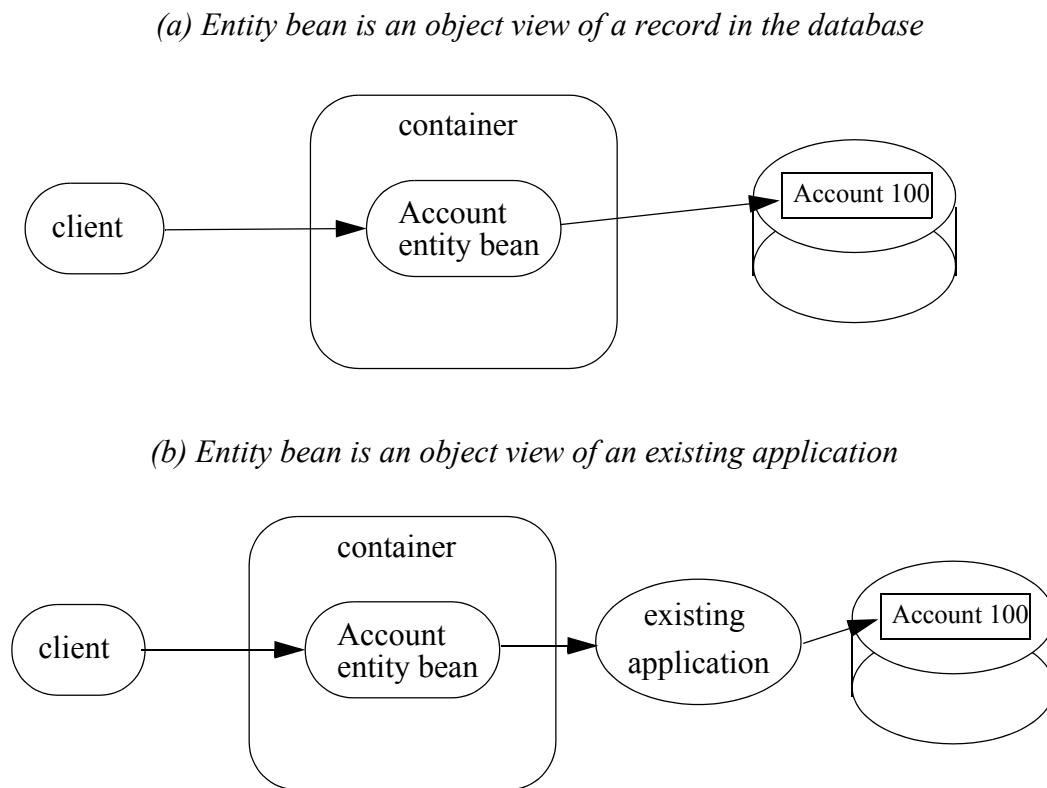 (a) Entity bean is an object view of a record in the database
container
client
Account
entity bean
Account 100
(b) Entity bean is an object view of an existing application
container
client
Account
entity bean
existing
application
Account 100